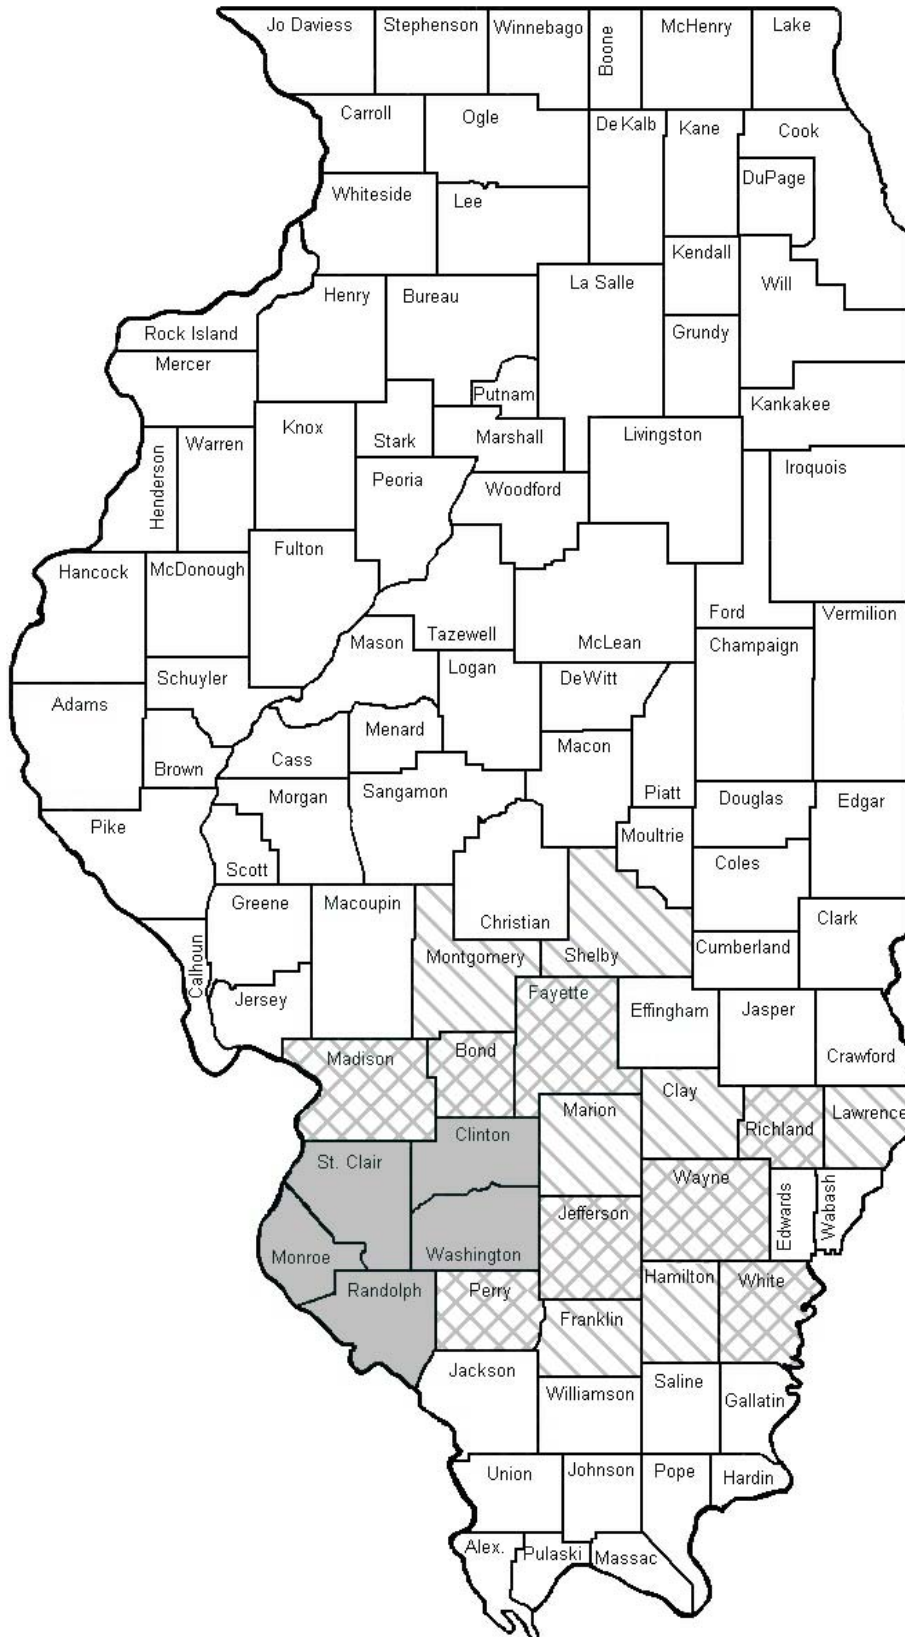 Jo Daviess
Stephenson
Winnebago
Boone
McHenry
Lake
Carroll
Ogle
De Kalb
Kane
Cook
DuPage
Whiteside
Lee
Kendall
La Salle
Will
Henry
Bureau
Rock Island
Grundy
Mercer
Putnam
Kankakee
Knox
Stark
Marshall
Livingston
Henderson
Warren
Peoria
Woodford
Iroquois
Fulton
Hancock
McDonough
Ford
Vermilion
Mason
Tazewell
McLean
Champaign
Schuyler
Logan
DeWitt
Adams
Menard
Macon
Brown
Cass
Morgan
Sangamon
Piatt
Douglas
Edgar
Pike
Moultrie
Scott
Coles
Greene
Macoupin
Christian
Clark
Calhoun
Montgomery
Shelby
Cumberland
Jersey
Fayette
Effingham
Jasper
Crawford
Madison
Bond
Clay
Marion
Richland
Lawrence
Clinton
St. Clair
Wayne
Edwards
Wabash
Jefferson
Monroe
Washington
Randolph
Perry
Hamilton
White
Franklin
Jackson
Williamson
Saline
Gallatin
Union
Johnson
Pope
Hardin
Alex.
Pulaski
Massac